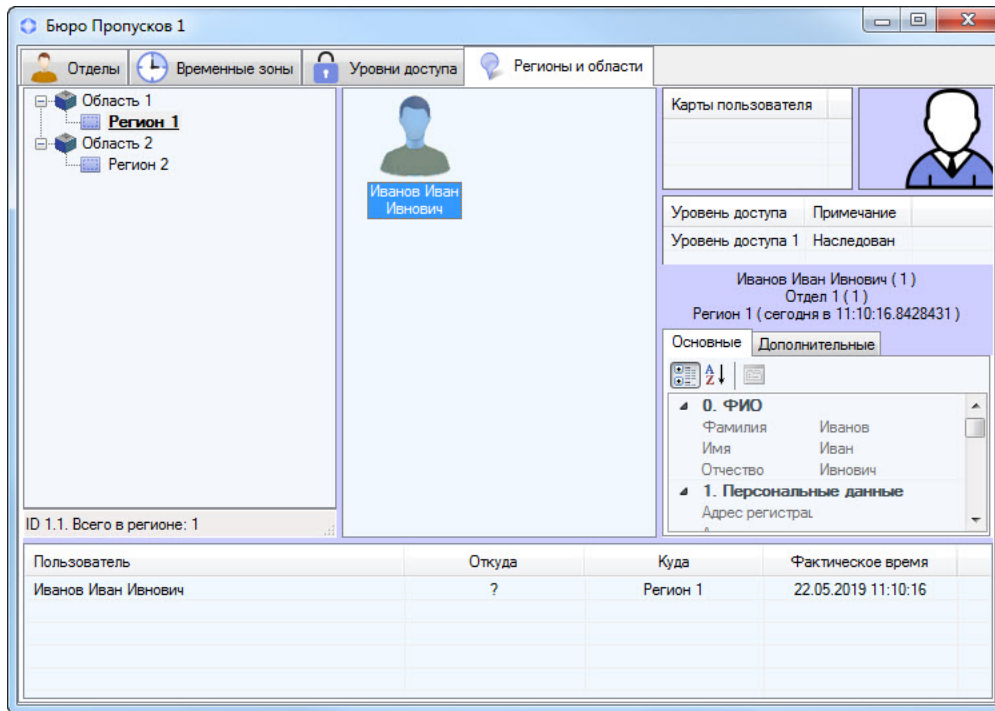 Бюро Пропусков 1
Отделы
Временные зоны
Уровни доступа
Регионы и области
Область 1
Регион 1
Область 2
Регион 2
ID 1.1. Всего в регионе: 1
Иванов Иван
Ивнович
Карты пользователя
Уровень доступа Примечание
Уровень доступа 1 Наследован
Иванов Иван Ивнович ( 1 )
Отдел 1 ( 1 )
Регион 1 ( сегодня в 11:10:16.8428431 )
Основные Дополнительные
0. ФИО
Фамилия Иванов
Имя Иван
Отчество Ивнович
1. Персональные данные
Адрес регистрац
Пользователь Откуда Куда Фактическое время
Иванов Иван Ивнович ? Регион 1 22.05.2019 11:10:16